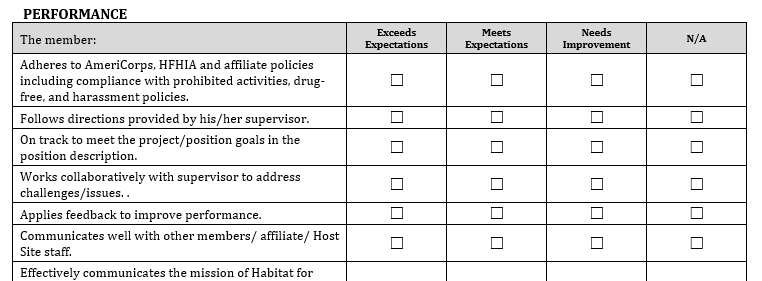 PERFORMANCE
The member:
Exceeds
Expectations
Meets
Expectations
Needs
Improvement
N/A
Adheres to AmeriCorps, HFHIA and affiliate policies
including compliance with prohibited activities, drug-
free, and harassment policies.
☐ ☐ ☐ ☐
Follows directions provided by his/her supervisor.
☐ ☐ ☐ ☐
On track to meet the project/position goals in the
position description.
☐ ☐ ☐ ☐
Works collaboratively with supervisor to address
challenges/issues. .
☐ ☐ ☐ ☐
Applies feedback to improve performance.
☐ ☐ ☐ ☐
Communicates well with other members/ affiliate/ Host
Site staff.
☐ ☐ ☐ ☐
Effectively communicates the mission of Habitat for